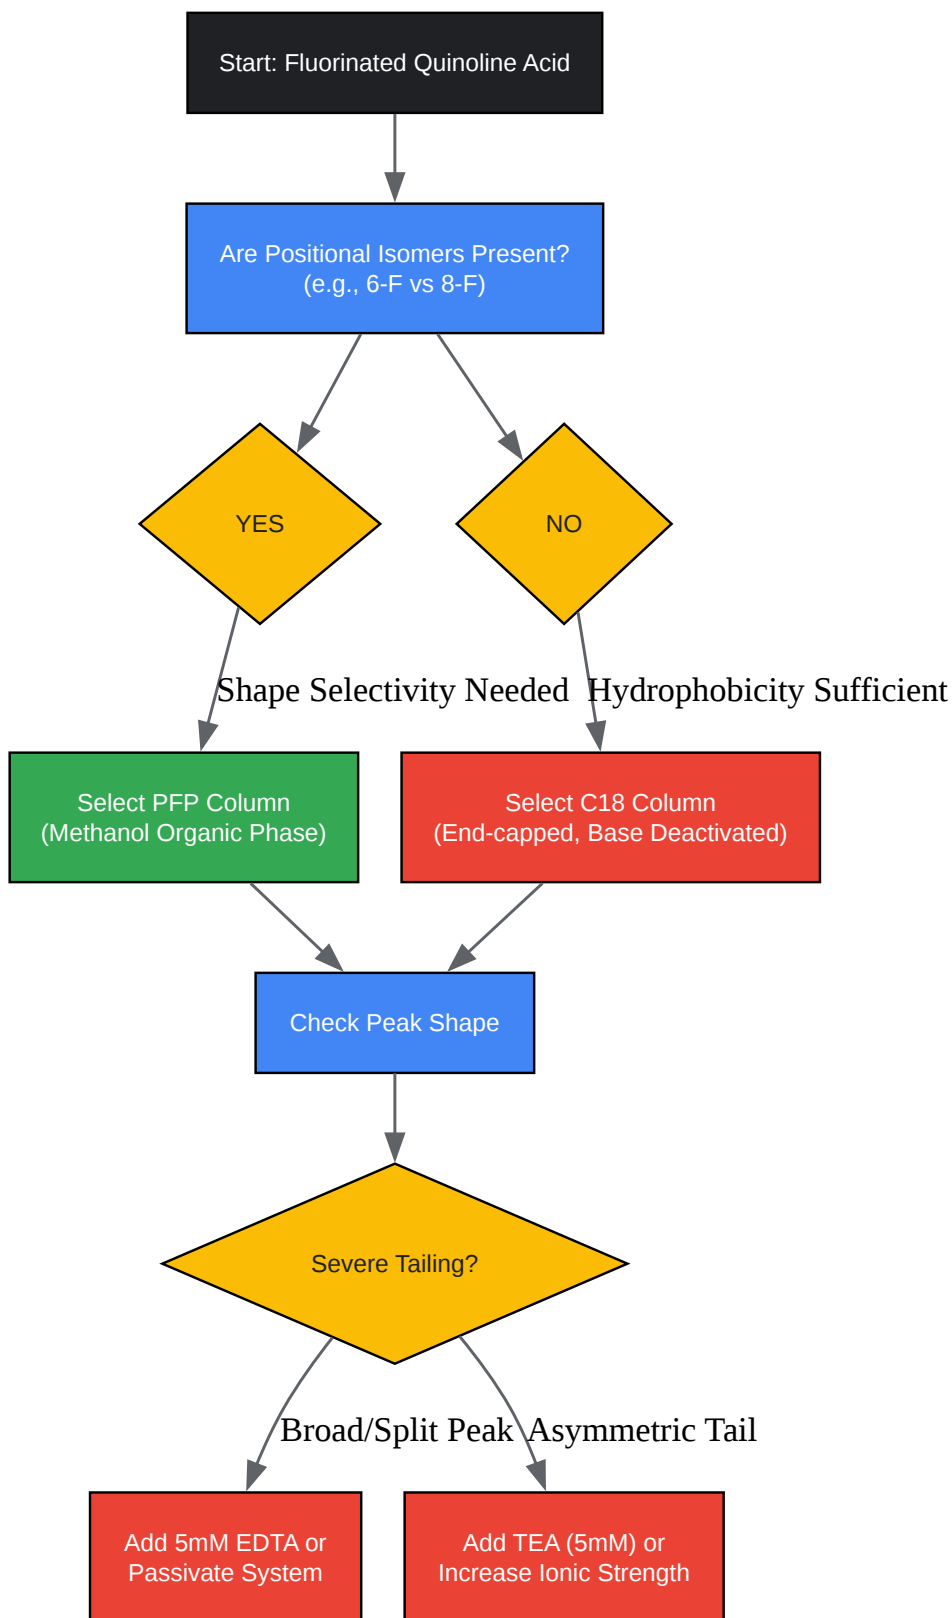 Start: Fluorinated Quinoline Acid
Are Positional Isomers Present?
(e.g., 6-F vs 8-F)
YES
NO
Shape Selectivity Needed
Hydrophobicity Sufficient
Select PFP Column
(Methanol Organic Phase)
Select C18 Column
(End-capped, Base Deactivated)
Check Peak Shape
Severe Tailing?
Broad/Split Peak
Asymmetric Tail
Add 5mM EDTA or
Passivate System
Add TEA (5mM) or
Increase Ionic Strength